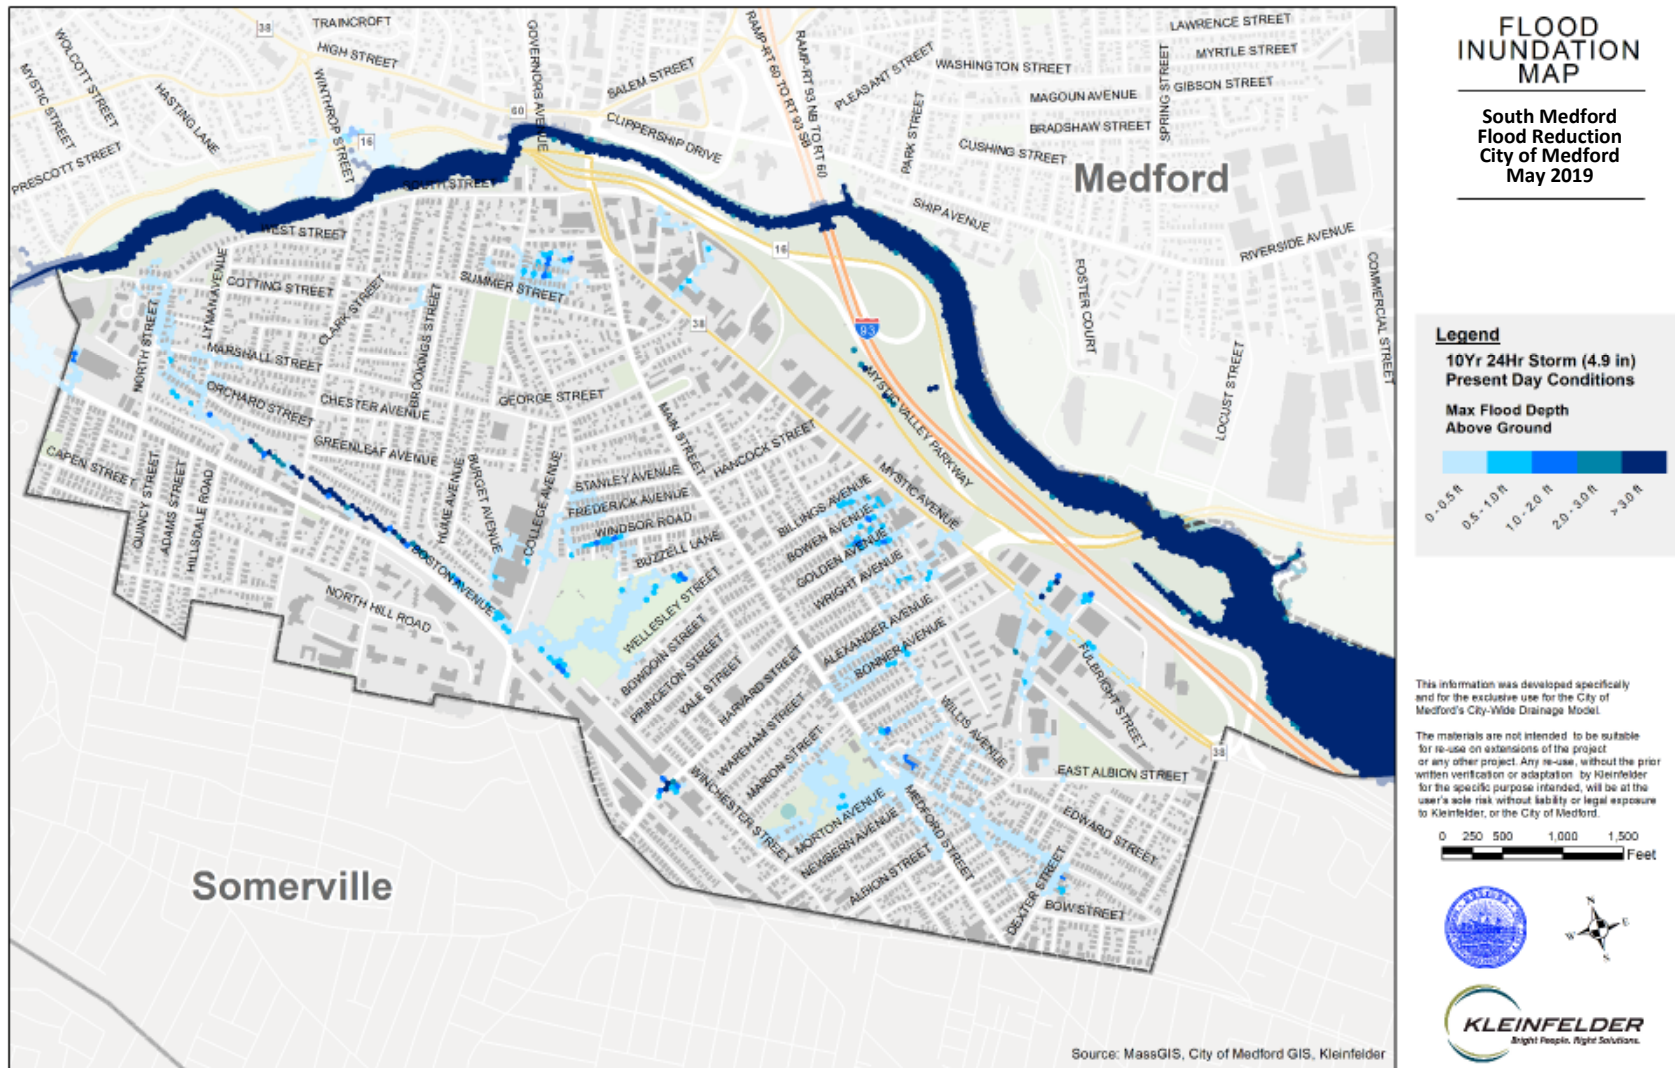 FLOOD
INUNDATION
MAP
South Medford
Flood Reduction
City of Medford
May 2019
Legend
10Yr 24Hr Storm (4.9 in)
Present Day Conditions
Max Flood Depth
Above Ground
0 - 0.5 ft
0.5 - 1.0 ft
1.0 - 2.0 ft
2.0 - 3.0 ft
> 3.0 ft
This information was developed specifically
and for the exclusive use for the City of
Medford's City-Wide Drainage Model.
The materials are not intended to be suitable
for re-use on extensions of the project
or any other project. Any re-use, without the prior
written verification or adaptation by Kleinfelder
for the specific purpose intended, will be at the
user's sole risk without liability or legal exposure
to Kleinfelder, or the City of Medford.
0 250 500 1,000 1,500
Feet
N
W E
S
KLEINFELDER
Bright People. Right Solutions.
TRAINCROFT
38
HIGH STREET
WOLCOTT STREET
MYSTIC STREET
HASTING LANE
WINTHROP STREET
PRESCOTT STREET
16
GOVERNORS AVENUE
60
SALEM STREET
CLIPPERSHIP DRIVE
RAMP-RT 60 TO RT 93 SB
RAMP-RT 93 NB TO RT 60
PLEASANT STREET
WASHINGTON STREET
LAWRENCE STREET
MYRTLE STREET
GIBSON STREET
SPRING STREET
MAGOUN AVENUE
BRADSHAW STREET
PARK STREET
CUSHING STREET
Medford
SHIP AVENUE
RIVERSIDE AVENUE
FOSTER COURT
COMMERCIAL STREET
LOCUST STREET
SOUTH STREET
WEST STREET
LYMAN AVENUE
COTTING STREET
CLARK STREET
SUMMER STREET
BROOKINGS STREET
NORTH STREET
MARSHALL STREET
ORCHARD STREET
CHESTER AVENUE
GREENLEAF AVENUE
GEORGE STREET
16
38
93
MYSTIC VALLEY PARKWAY
MAIN STREET
HANCOCK STREET
MYSTIC AVENUE
CAPEN STREET
QUINCY STREET
ADAMS STREET
HILLSDALE ROAD
HUME AVENUE
BURGET AVENUE
COLLEGE AVENUE
BOSTON AVENUE
NORTH HILL ROAD
STANLEY AVENUE
FREDERICK AVENUE
WINDSOR ROAD
BUZZELL LANE
WELLESLEY STREET
BOWDOIN STREET
PRINCETON STREET
YALE STREET
HARVARD STREET
WAREHAM STREET
MARION STREET
WINCHESTER STREET
BILLINGS AVENUE
BOWEN AVENUE
GOLDEN AVENUE
WRIGHT AVENUE
ALEXANDER AVENUE
BONNER AVENUE
WILLIS AVENUE
FULBRIGHT STREET
38
EAST ALBION STREET
EDWARD STREET
MEDFORD STREET
MORTON AVENUE
NEWBERN AVENUE
ALBION STREET
DEXTER STREET
BOW STREET
Somerville
Source: MassGIS, City of Medford GIS, Kleinfelder